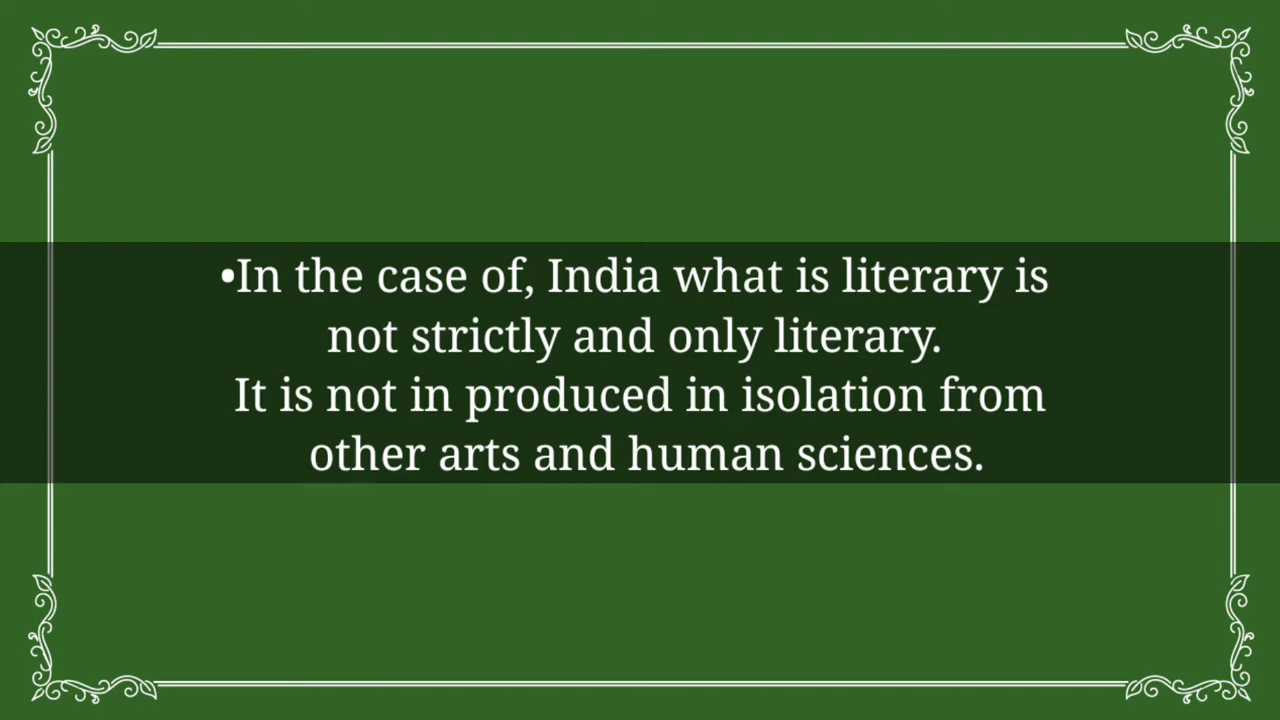 •In the case of, India what is literary is
not strictly and only literary.
It is not in produced in isolation from
other arts and human sciences.